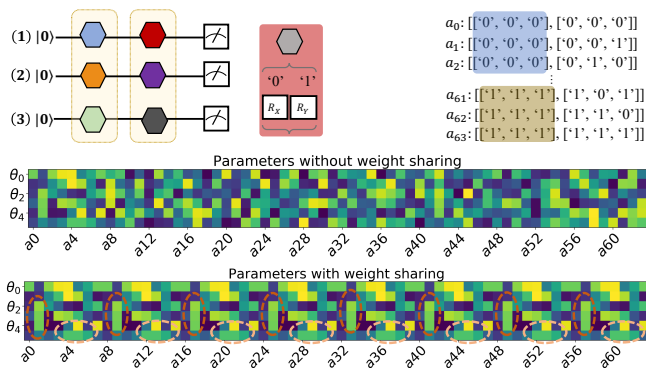 (1) |0⟩
(2) |0⟩
(3) |0⟩
‘0’ ‘1’
R_X R_Y
a_0: [[‘0’, ‘0’, ‘0’], [‘0’, ‘0’, ‘0’]]
a_1: [[‘0’, ‘0’, ‘0’], [‘0’, ‘0’, ‘1’]]
a_2: [[‘0’, ‘0’, ‘0’], [‘0’, ‘1’, ‘0’]]
⋮
a_61: [[‘1’, ‘1’, ‘1’], [‘1’, ‘0’, ‘1’]]
a_62: [[‘1’, ‘1’, ‘1’], [‘1’, ‘1’, ‘0’]]
a_63: [[‘1’, ‘1’, ‘1’], [‘1’, ‘1’, ‘1’]]
Parameters without weight sharing
θ_0
θ_2
θ_4
a0 a4 a8 a12 a16 a20 a24 a28 a32 a36 a40 a44 a48 a52 a56 a60
Parameters with weight sharing
θ_0
θ_2
θ_4
a0 a4 a8 a12 a16 a20 a24 a28 a32 a36 a40 a44 a48 a52 a56 a60